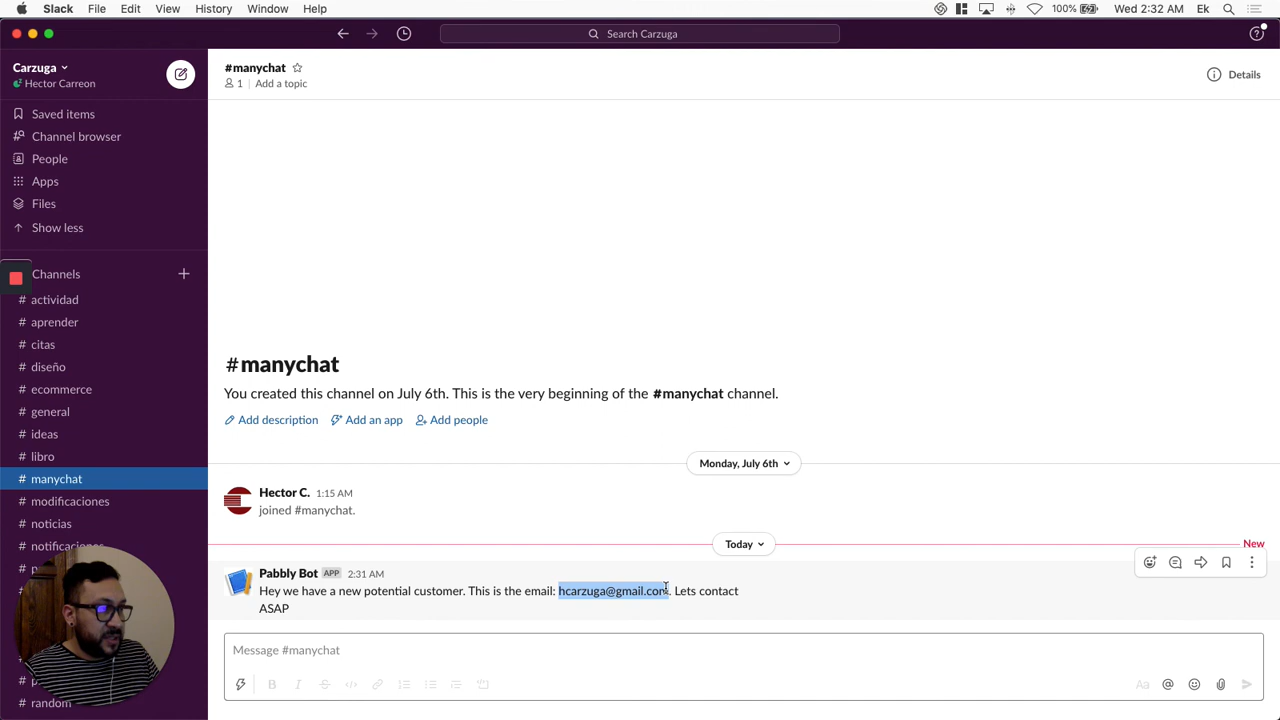 Slack File Edit View History Window Help 100% Wed 2:32 AM Ek
Search Carzuga
Carzuga
Hector Carreon
Saved items
Channel browser
People
Apps
Files
Show less
Channels
# actividad
# aprender
# citas
# diseño
# ecommerce
# general
# ideas
# libro
# manychat
# modificaciones
# noticias
# notificaciones
# random
#manychat
1 | Add a topic
Details
#manychat
You created this channel on July 6th. This is the very beginning of the #manychat channel.
Add description Add an app Add people
Monday, July 6th
Hector C. 1:15 AM
joined #manychat.
Today
New
Pabbly Bot APP 2:31 AM
Hey we have a new potential customer. This is the email: hcarzuga@gmail.com. Lets contact
ASAP
Message #manychat
Aa